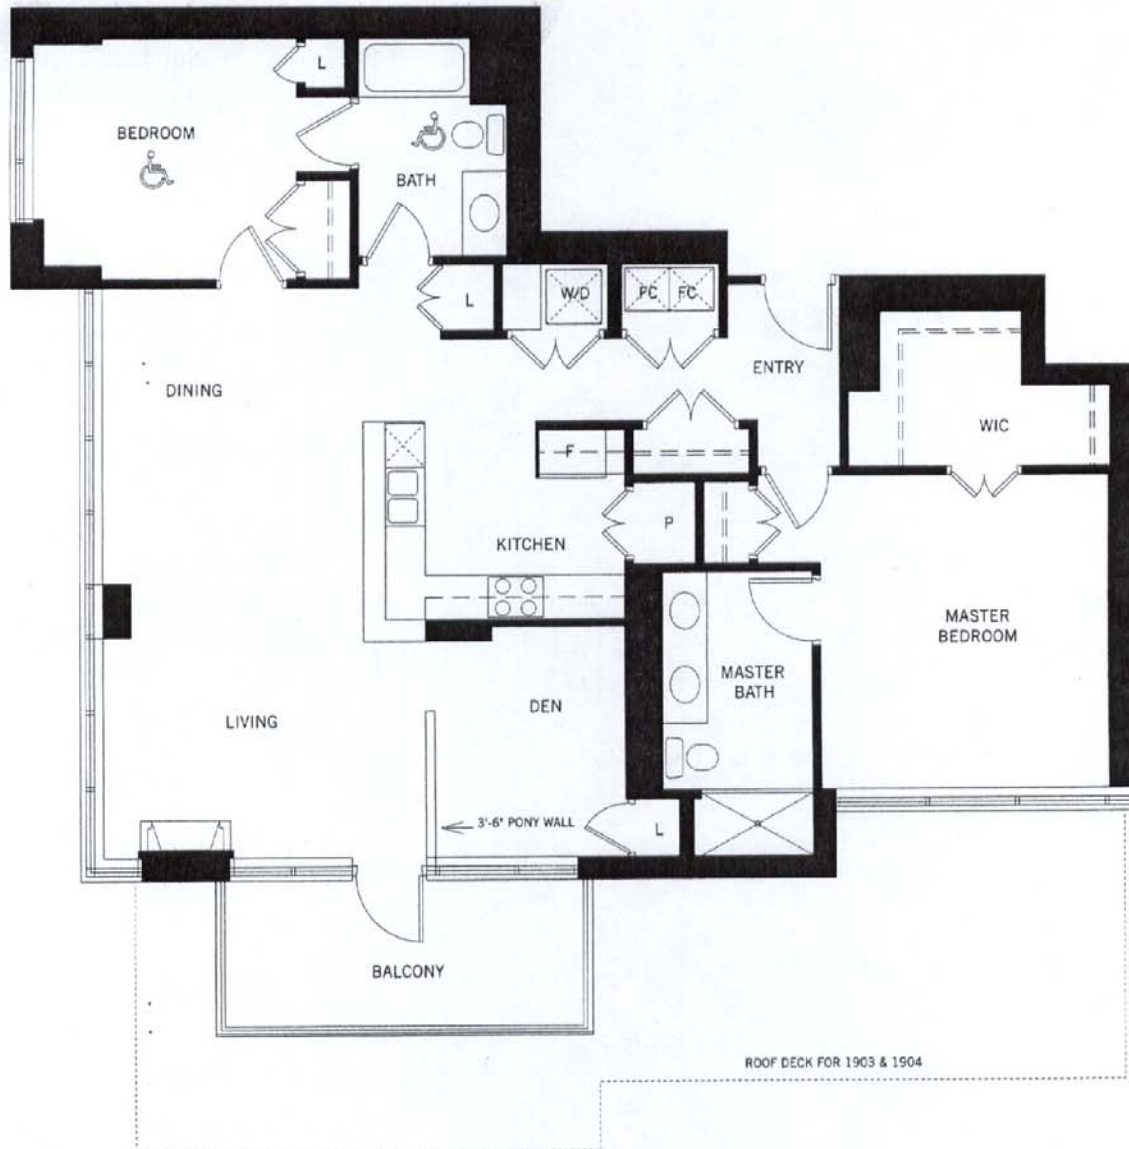 L
BEDROOM
BATH
L
W/D
FC
FC
ENTRY
DINING
WIC
F
P
KITCHEN
MASTER
BEDROOM
MASTER
BATH
DEN
LIVING
3'-6" PONY WALL
L
BALCONY
ROOF DECK FOR 1903 & 1904